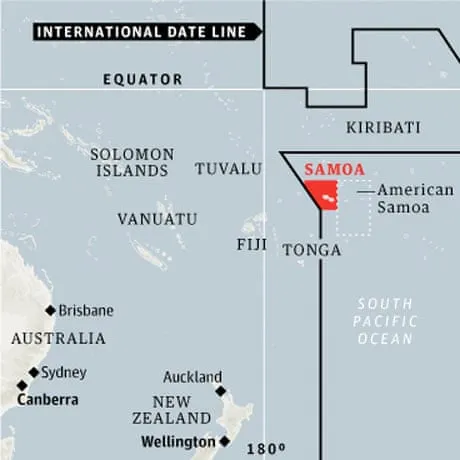 INTERNATIONAL DATE LINE
EQUATOR
KIRIBATI
SOLOMON
ISLANDS
TUVALU
SAMOA
American
Samoa
VANUATU
FIJI
TONGA
SOUTH
PACIFIC
OCEAN
Brisbane
AUSTRALIA
Sydney
Canberra
Auckland
NEW
ZEALAND
Wellington
180º